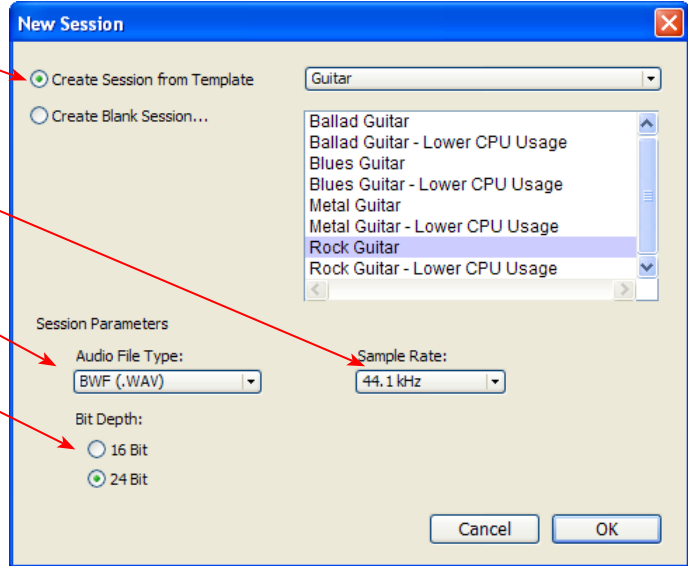 New Session
Create Session from Template
Guitar
Create Blank Session...
Ballad Guitar
Ballad Guitar - Lower CPU Usage
Blues Guitar
Blues Guitar - Lower CPU Usage
Metal Guitar
Metal Guitar - Lower CPU Usage
Rock Guitar
Rock Guitar - Lower CPU Usage
Session Parameters
Audio File Type:
Sample Rate:
BWF (.WAV)
44.1 kHz
Bit Depth:
16 Bit
24 Bit
Cancel
OK